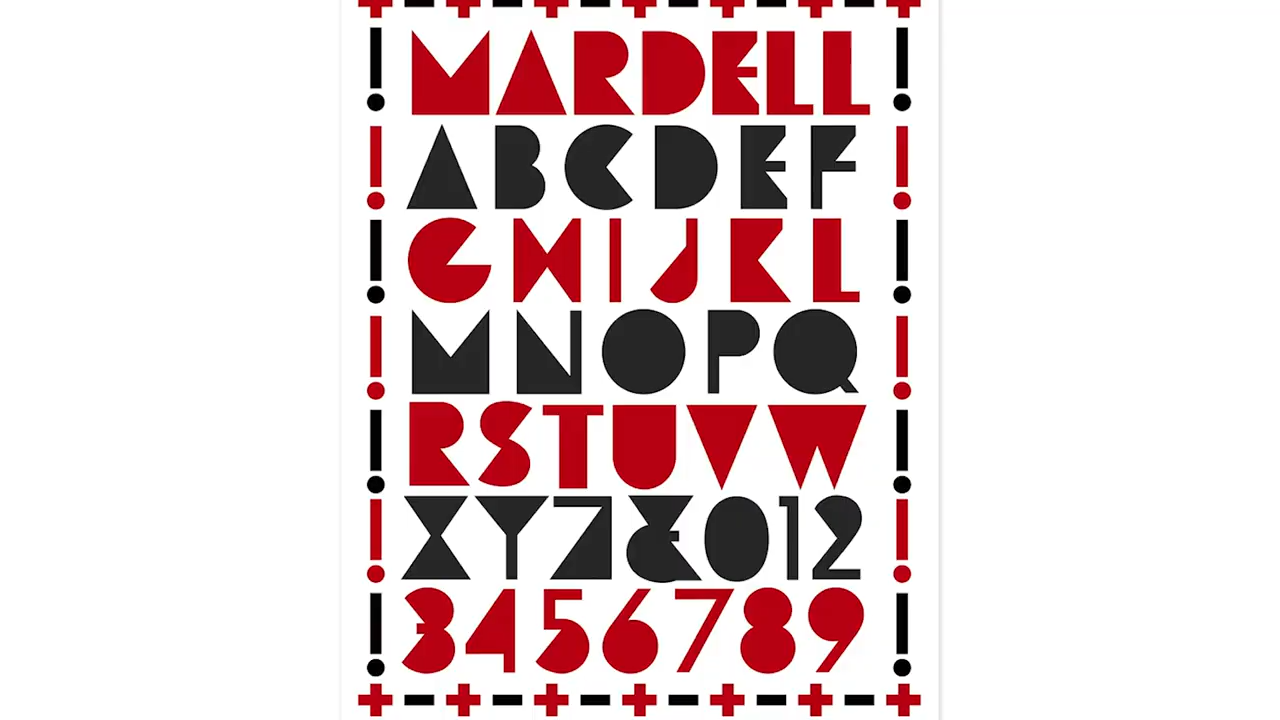 MARDELL
ABCDEF
GHIJKL
MNOPQ
RSTUVW
XYZ&012
3456789